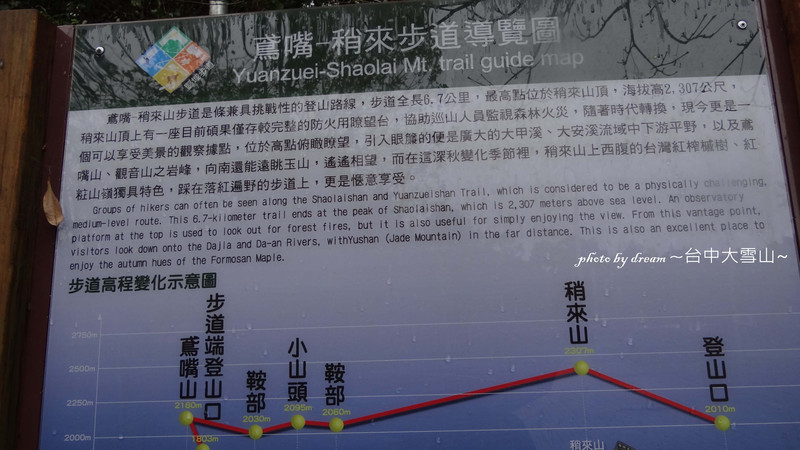 鳶嘴-稍來步道導覽圖
Yuanzuei-Shaolai Mt. trail guide map
鳶嘴-稍來山步道是條兼具挑戰性的登山路線，步道全長6.7公里，最高點位於稍來山頂，海拔高2,307公尺，
稍來山頂上有一座目前碩果僅存較完整的防火用瞭望台，協助巡山人員監視森林火災，隨著時代轉換，現今更是一
個可以享受美景的觀察據點，位於高點俯瞰瞭望，引入眼簾的便是廣大的大甲溪、大安溪流域中下游平野，以及鳶
嘴山、觀音山之岩峰，向南還能遠眺玉山，遙遙相望，而在這深秋變化季節裡，稍來山上西腹的台灣紅榨槭樹、紅
粧山嶺獨具特色，踩在落紅遍野的步道上，更是愜意享受。
Groups of hikers can often be seen along the Shaolaishan and Yuanzueishan Trail, which is considered to be a physically challenging,
medium-level route. This 6.7-kilometer trail ends at the peak of Shaolaishan, which is 2,307 meters above sea level. An observatory
platform at the top is used to look out for forest fires, but it is also useful for simply enjoying the view. From this vantage point,
visitors look down onto the Dajia and Da-an Rivers, withYushan (Jade Mountain) in the far distance. This is also an excellent place to
enjoy the autumn hues of the Formosan Maple.
photo by dream ~台中大雪山~
步道高程變化示意圖
2750m
2500m
2250m
2000m
鳶嘴山
2180m
步道端登山口
1803m
鞍部
2030m
小山頭
2095m
鞍部
2060m
稍來山
2307m
登山口
2010m
稍來山